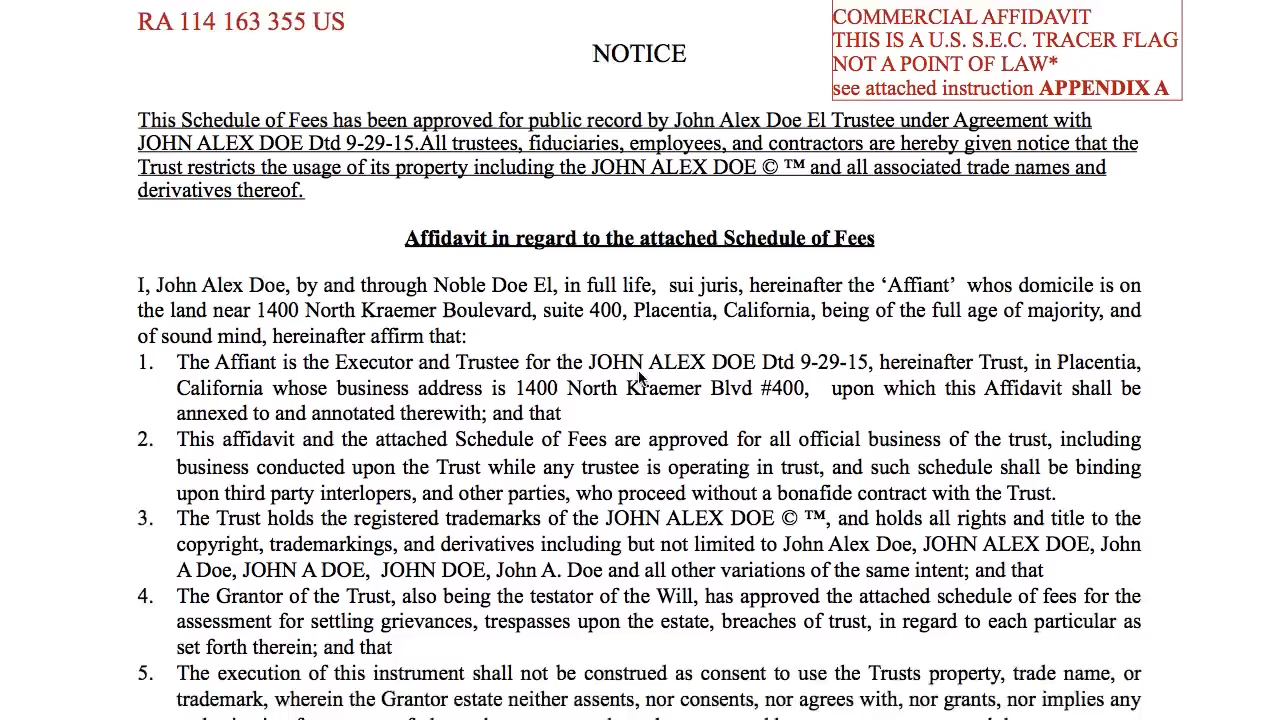 RA 114 163 355 US
COMMERCIAL AFFIDAVIT
THIS IS A U.S. S.E.C. TRACER FLAG
NOT A POINT OF LAW*
see attached instruction APPENDIX A
NOTICE
This Schedule of Fees has been approved for public record by John Alex Doe El Trustee under Agreement with
JOHN ALEX DOE Dtd 9-29-15.All trustees, fiduciaries, employees, and contractors are hereby given notice that the
Trust restricts the usage of its property including the JOHN ALEX DOE © ™ and all associated trade names and
derivatives thereof.
Affidavit in regard to the attached Schedule of Fees
I, John Alex Doe, by and through Noble Doe El, in full life, sui juris, hereinafter the ‘Affiant’ whos domicile is on
the land near 1400 North Kraemer Boulevard, suite 400, Placentia, California, being of the full age of majority, and
of sound mind, hereinafter affirm that:
1. The Affiant is the Executor and Trustee for the JOHN ALEX DOE Dtd 9-29-15, hereinafter Trust, in Placentia,
California whose business address is 1400 North Kraemer Blvd #400, upon which this Affidavit shall be
annexed to and annotated therewith; and that
2. This affidavit and the attached Schedule of Fees are approved for all official business of the trust, including
business conducted upon the Trust while any trustee is operating in trust, and such schedule shall be binding
upon third party interlopers, and other parties, who proceed without a bonafide contract with the Trust.
3. The Trust holds the registered trademarks of the JOHN ALEX DOE © ™, and holds all rights and title to the
copyright, trademarkings, and derivatives including but not limited to John Alex Doe, JOHN ALEX DOE, John
A Doe, JOHN A DOE, JOHN DOE, John A. Doe and all other variations of the same intent; and that
4. The Grantor of the Trust, also being the testator of the Will, has approved the attached schedule of fees for the
assessment for settling grievances, trespasses upon the estate, breaches of trust, in regard to each particular as
set forth therein; and that
5. The execution of this instrument shall not be construed as consent to use the Trusts property, trade name, or
trademark, wherein the Grantor estate neither assents, nor consents, nor agrees with, nor grants, nor implies any